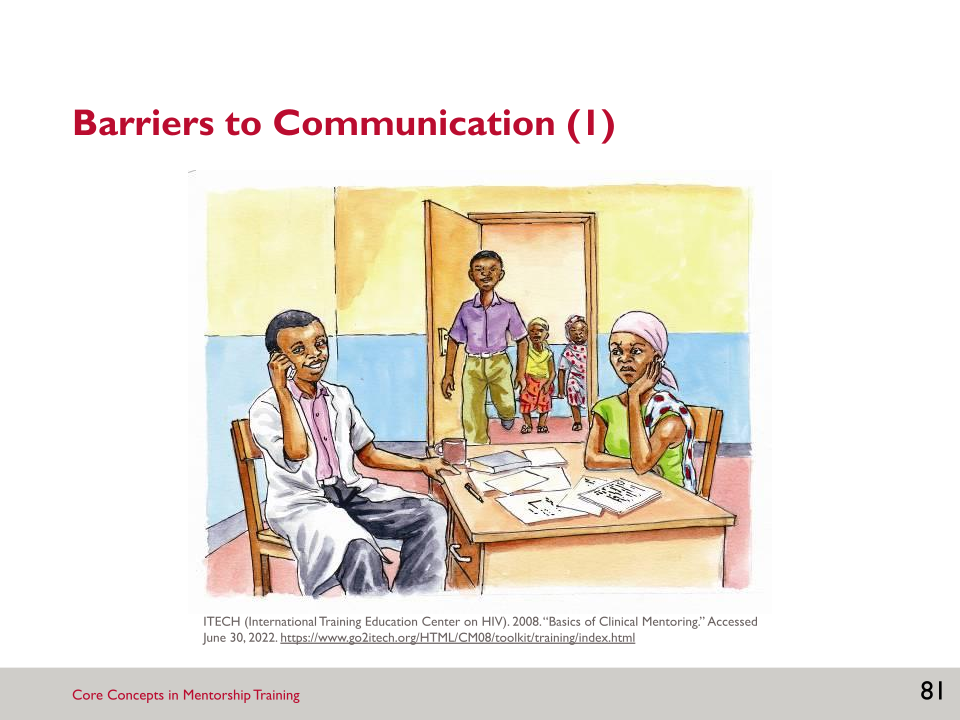 Barriers to Communication (1)
ITECH (International Training Education Center on HIV). 2008. “Basics of Clinical Mentoring.” Accessed
June 30, 2022. https://www.go2itech.org/HTML/CM08/toolkit/training/index.html
Core Concepts in Mentorship Training
81